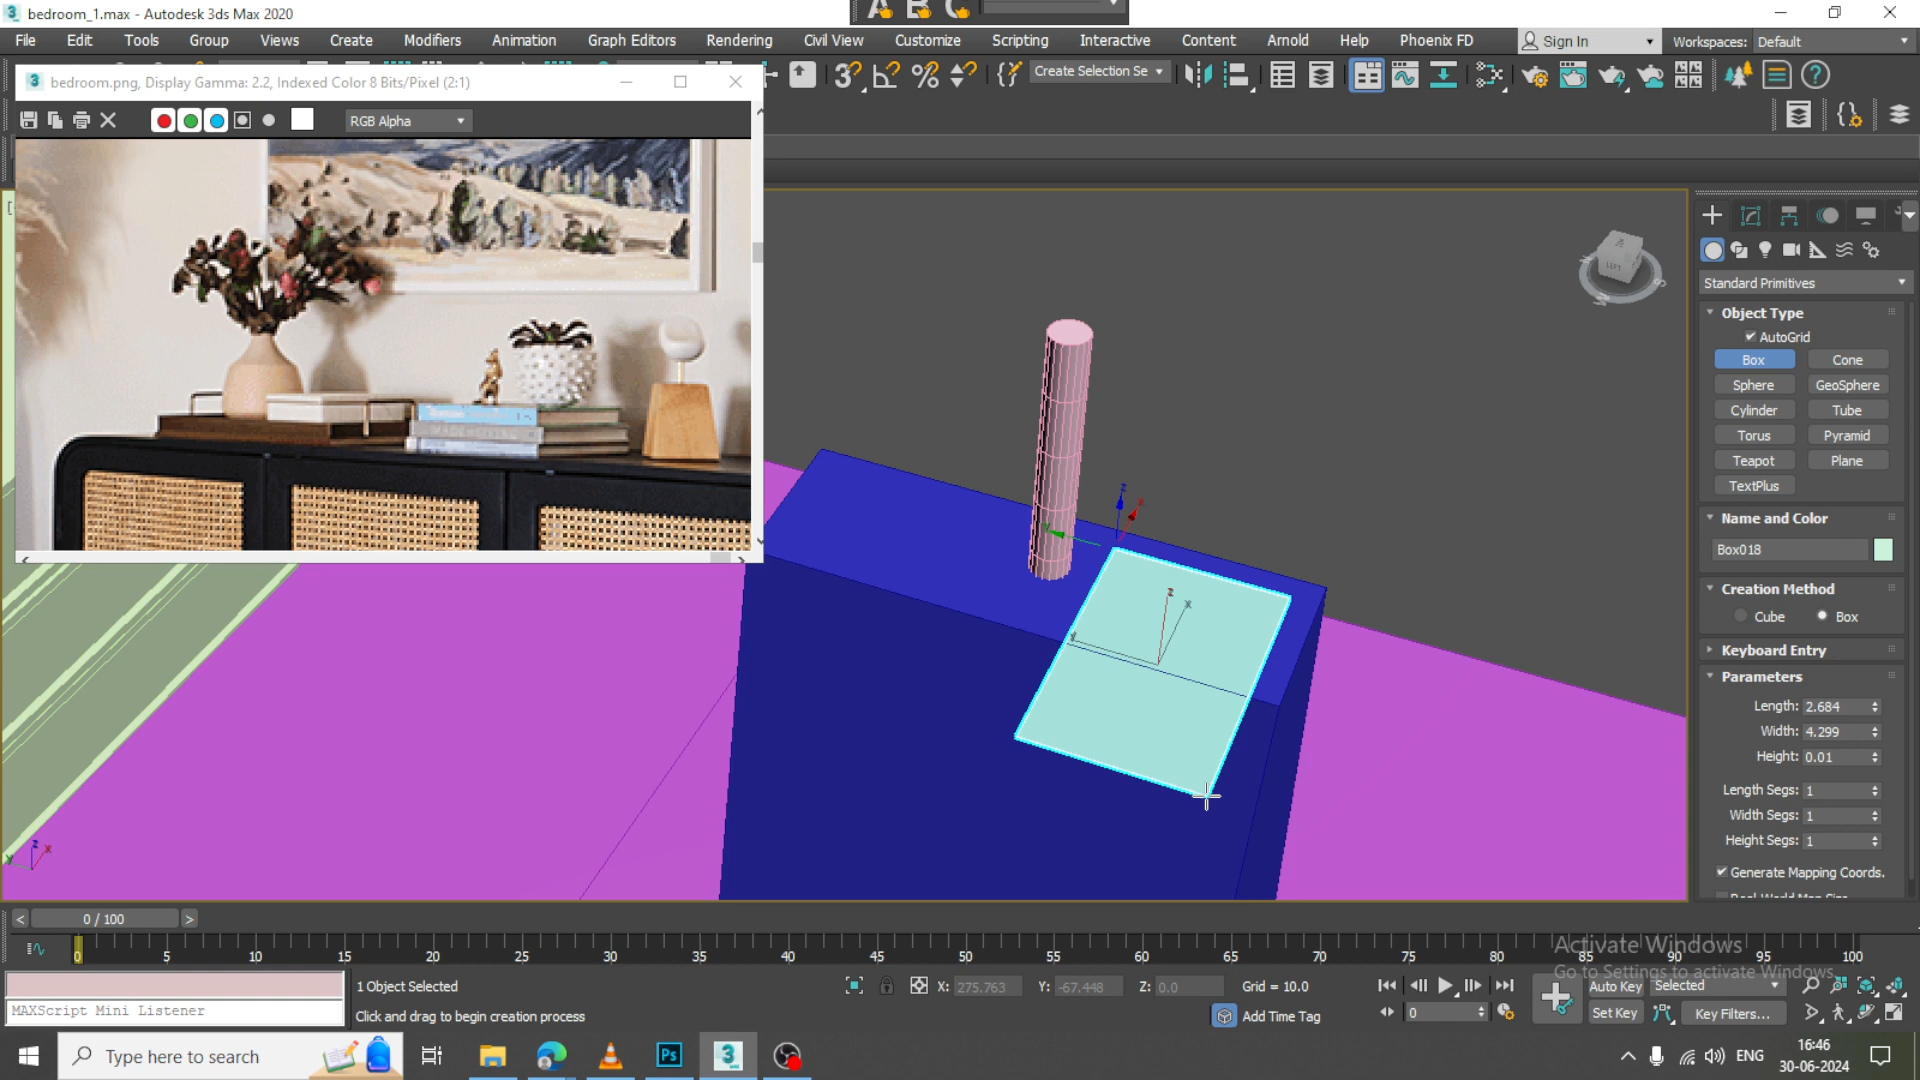 bedroom_1.max - Autodesk 3ds Max 2020
File Edit Tools Group Views Create Modifiers Animation Graph Editors Rendering Civil View Customize Scripting Interactive Content Arnold Help Phoenix FD
Sign In
Workspaces: Default
bedroom.png, Display Gamma: 2.2, Indexed Color 8 Bits/Pixel (2:1)
Create Selection Se
RGB Alpha
LEFT
Standard Primitives
Object Type
AutoGrid
Box Cone
Sphere GeoSphere
Cylinder Tube
Torus Pyramid
Teapot Plane
TextPlus
Name and Color
Box018
Creation Method
Cube Box
Keyboard Entry
Parameters
Length: 2.684
Width: 4.299
Height: 0.01
Length Segs: 1
Width Segs: 1
Height Segs: 1
Generate Mapping Coords.
< 0 / 100 >
0 5 10 15 20 25 30 35 40 45 50 55 60 65 70 75 80 85 90 95 100
Activate Windows
Go to Settings to activate Windows.
1 Object Selected
X: 275.763 Y: -67.448 Z: 0.0 Grid = 10.0
Auto Key Selected
MAXScript Mini Listener
Click and drag to begin creation process
Add Time Tag
0
Set Key Key Filters...
Type here to search
Ps
3
ENG
16:46
30-06-2024